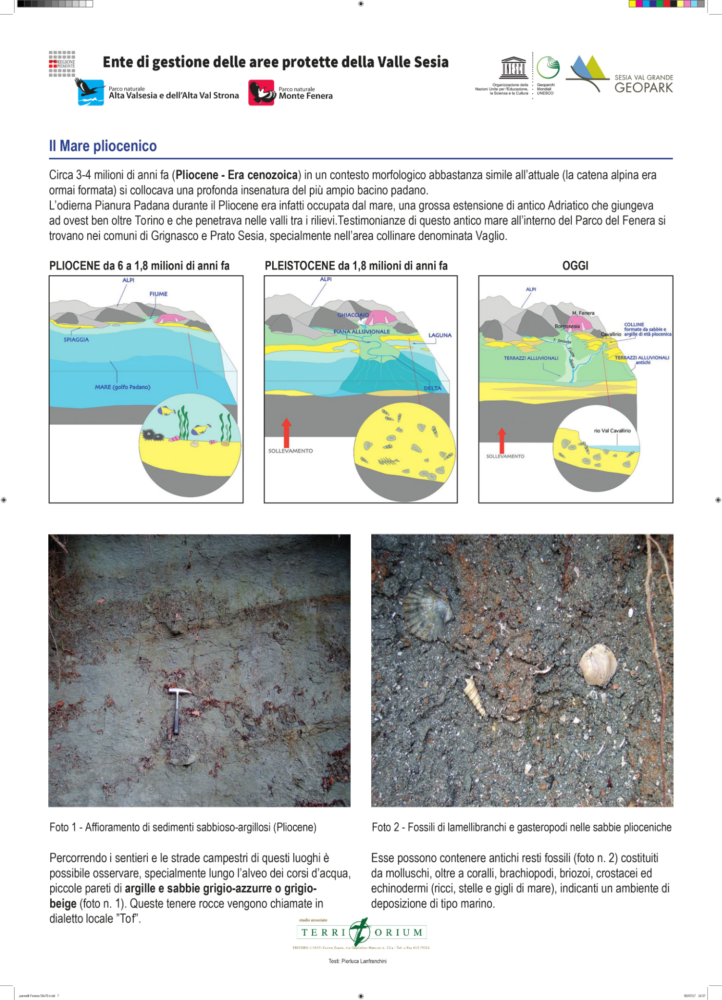 REGIONE
PIEMONTE
Ente di gestione delle aree protette della Valle Sesia
Parco naturale
Alta Valsesia e dell'Alta Val Strona
Parco naturale
Monte Fenera
UNESCO
Organizzazione delle
Nazioni Unite per l'Educazione,
la Scienza e la Cultura
Geoparchi
Mondiali
UNESCO
SESIA VAL GRANDE
GEOPARK
Il Mare pliocenico
Circa 3-4 milioni di anni fa (Pliocene - Era cenozoica) in un contesto morfologico abbastanza simile all'attuale (la catena alpina era
ormai formata) si collocava una profonda insenatura del più ampio bacino padano.
L'odierna Pianura Padana durante il Pliocene era infatti occupata dal mare, una grossa estensione di antico Adriatico che giungeva
ad ovest ben oltre Torino e che penetrava nelle valli tra i rilievi.Testimonianze di questo antico mare all'interno del Parco del Fenera si
trovano nei comuni di Grignasco e Prato Sesia, specialmente nell'area collinare denominata Vaglio.
PLIOCENE da 6 a 1,8 milioni di anni fa
ALPI
FIUME
SPIAGGIA
MARE (golfo Padano)
PLEISTOCENE da 1,8 milioni di anni fa
ALPI
GHIACCIAIO
PIANA ALLUVIONALE
LAGUNA
DELTA
SOLLEVAMENTO
OGGI
ALPI
M. Fenera
Borgosesia
COLLINE
formate da sabbie e
argille di età plocenica
Cavallirio
T. Sessera
Fiume Sesia
TERRAZZI ALLUVIONALI
TERRAZZI ALLUVIONALI
antichi
rio Val Cavallirio
SOLLEVAMENTO
Foto 1 - Affioramento di sedimenti sabbioso-argillosi (Pliocene)
Foto 2 - Fossili di lamellibranchi e gasteropodi nelle sabbie plioceniche
Percorrendo i sentieri e le strade campestri di questi luoghi è
possibile osservare, specialmente lungo l'alveo dei corsi d'acqua,
piccole pareti di argille e sabbie grigio-azzurre o grigio-
beige (foto n. 1). Queste tenere rocce vengono chiamate in
dialetto locale ”Tof”.
Esse possono contenere antichi resti fossili (foto n. 2) costituiti
da molluschi, oltre a coralli, brachiopodi, briozoi, crostacei ed
echinodermi (ricci, stelle e gigli di mare), indicanti un ambiente di
deposizione di tipo marino.
studio associato
TERRITORIUM
TRIVERO (13835) Centro Zegna, via Guglielmo Marconi n. 32/a - Tel. e Fax 015.75024
Testi: Pierluca Lanfranchini
pannelli Fenera 50x70.indd 7
05/07/17 14:37